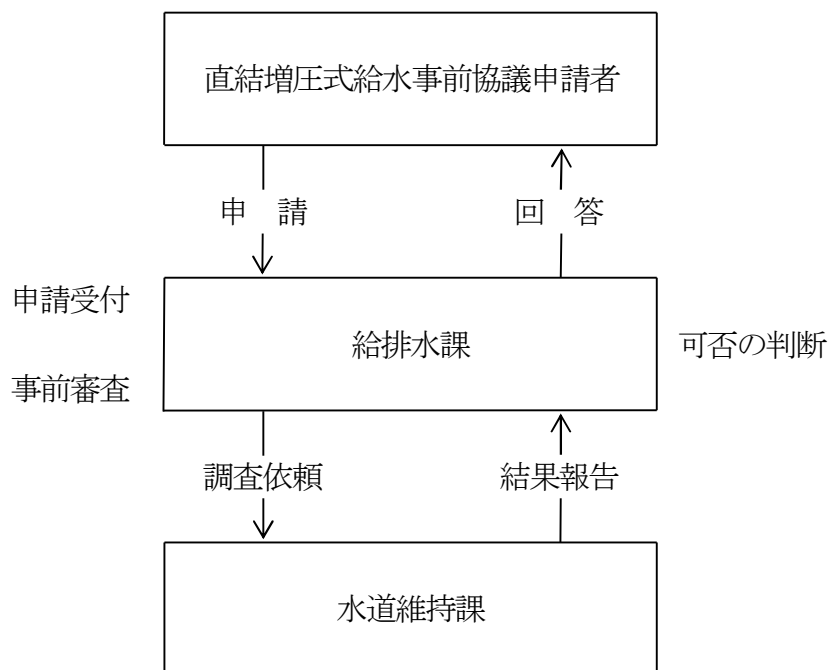 直結増圧式給水事前協議申請者
申　請
回　答
申請受付
事前審査
給排水課
可否の判断
調査依頼
結果報告
水道維持課